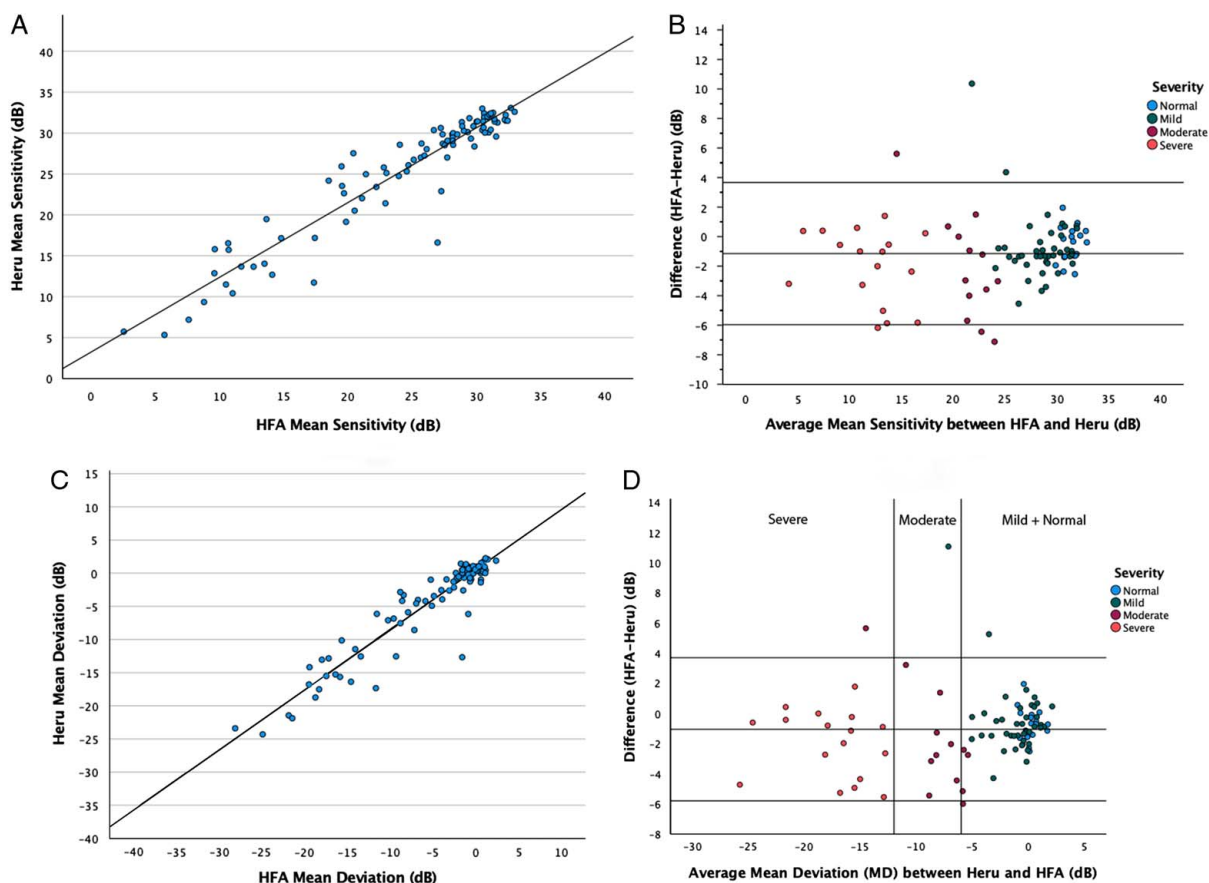 A
Heru Mean Sensitivity (dB)
40
35
30
25
20
15
10
5
0
0 5 10 15 20 25 30 35 40
HFA Mean Sensitivity (dB)
B
Difference (HFA-Heru) (dB)
14
12
10
8
6
4
2
0
-2
-4
-6
-8
-10
0 5 10 15 20 25 30 35 40
Average Mean Sensitivity between HFA and Heru (dB)
Severity
Normal
Mild
Moderate
Severe
C
Heru Mean Deviation (dB)
15
10
5
0
-5
-10
-15
-20
-25
-30
-35
-40
-40 -35 -30 -25 -20 -15 -10 -5 0 5 10
HFA Mean Deviation (dB)
D
Difference (HFA-Heru) (dB)
14
12
10
8
6
4
2
0
-2
-4
-6
-8
Severe Moderate Mild + Normal
-30 -25 -20 -15 -10 -5 0 5
Average Mean Deviation (MD) between Heru and HFA (dB)
Severity
Normal
Mild
Moderate
Severe